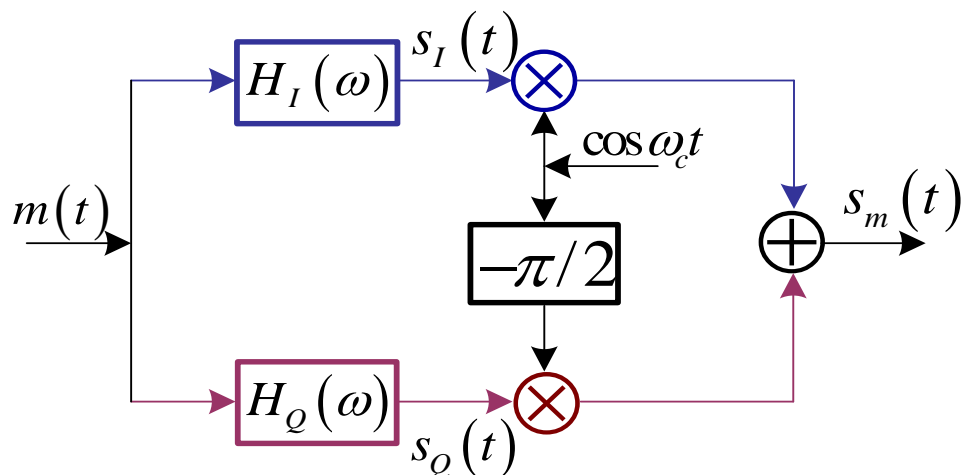 s_I(t)
H_I(ω)
cos ω_c t
m(t)
s_m(t)
−π/2
H_Q(ω)
s_Q(t)